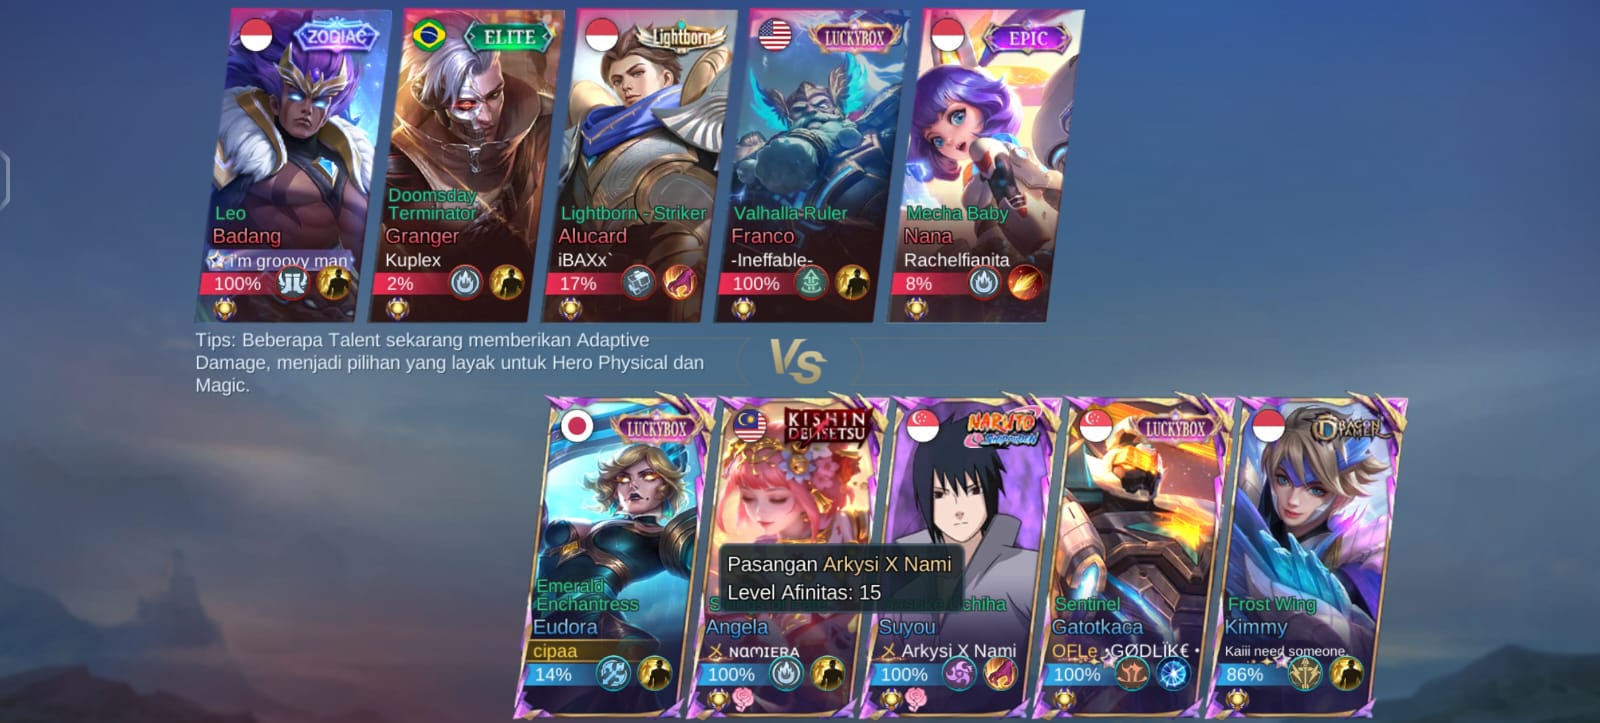 ZODIAC
Leo
Badang
i'm groovy man
100%
ELITE
Doomsday
Terminator
Granger
Kuplex
2%
Lightborn
Lightborn - Striker
Alucard
iBAXx`
17%
LUCKYBOX
Valhalla Ruler
Franco
-Ineffable-
100%
EPIC
Mecha Baby
Nana
Rachelfianita
8%
Tips: Beberapa Talent sekarang memberikan Adaptive
Damage, menjadi pilihan yang layak untuk Hero Physical dan
Magic.
VS
LUCKYBOX
Emerald
Enchantress
Eudora
cipaa
14%
KISHIN
DENSETSU
Pasangan Arkysi X Nami
Level Afinitas: 15
Angela
NαɱIERA
100%
NARUTO
SHIPPUDEN
Uchiha
Suyou
Arkysi X Nami
100%
LUCKYBOX
Sentinel
Gatotkaca
OFLe •GØDLÏK€ •
100%
DRAGON
TAMER
Frost Wing
Kimmy
Kaiii need someone.
86%